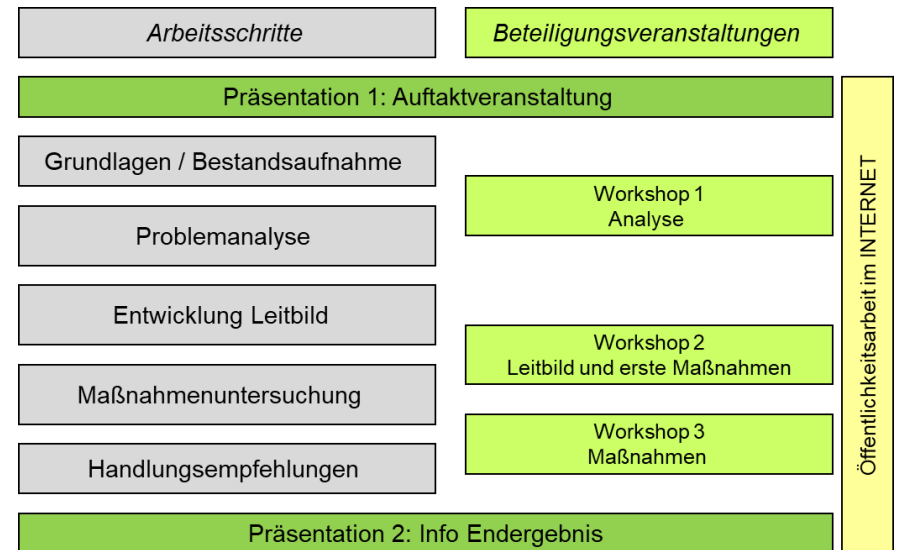 Arbeitsschritte
Beteiligungsveranstaltungen
Präsentation 1: Auftaktveranstaltung
Grundlagen / Bestandsaufnahme
Workshop 1
Analyse
Problemanalyse
Entwicklung Leitbild
Workshop 2
Leitbild und erste Maßnahmen
Maßnahmenuntersuchung
Workshop 3
Maßnahmen
Handlungsempfehlungen
Präsentation 2: Info Endergebnis
Öffentlichkeitsarbeit im INTERNET